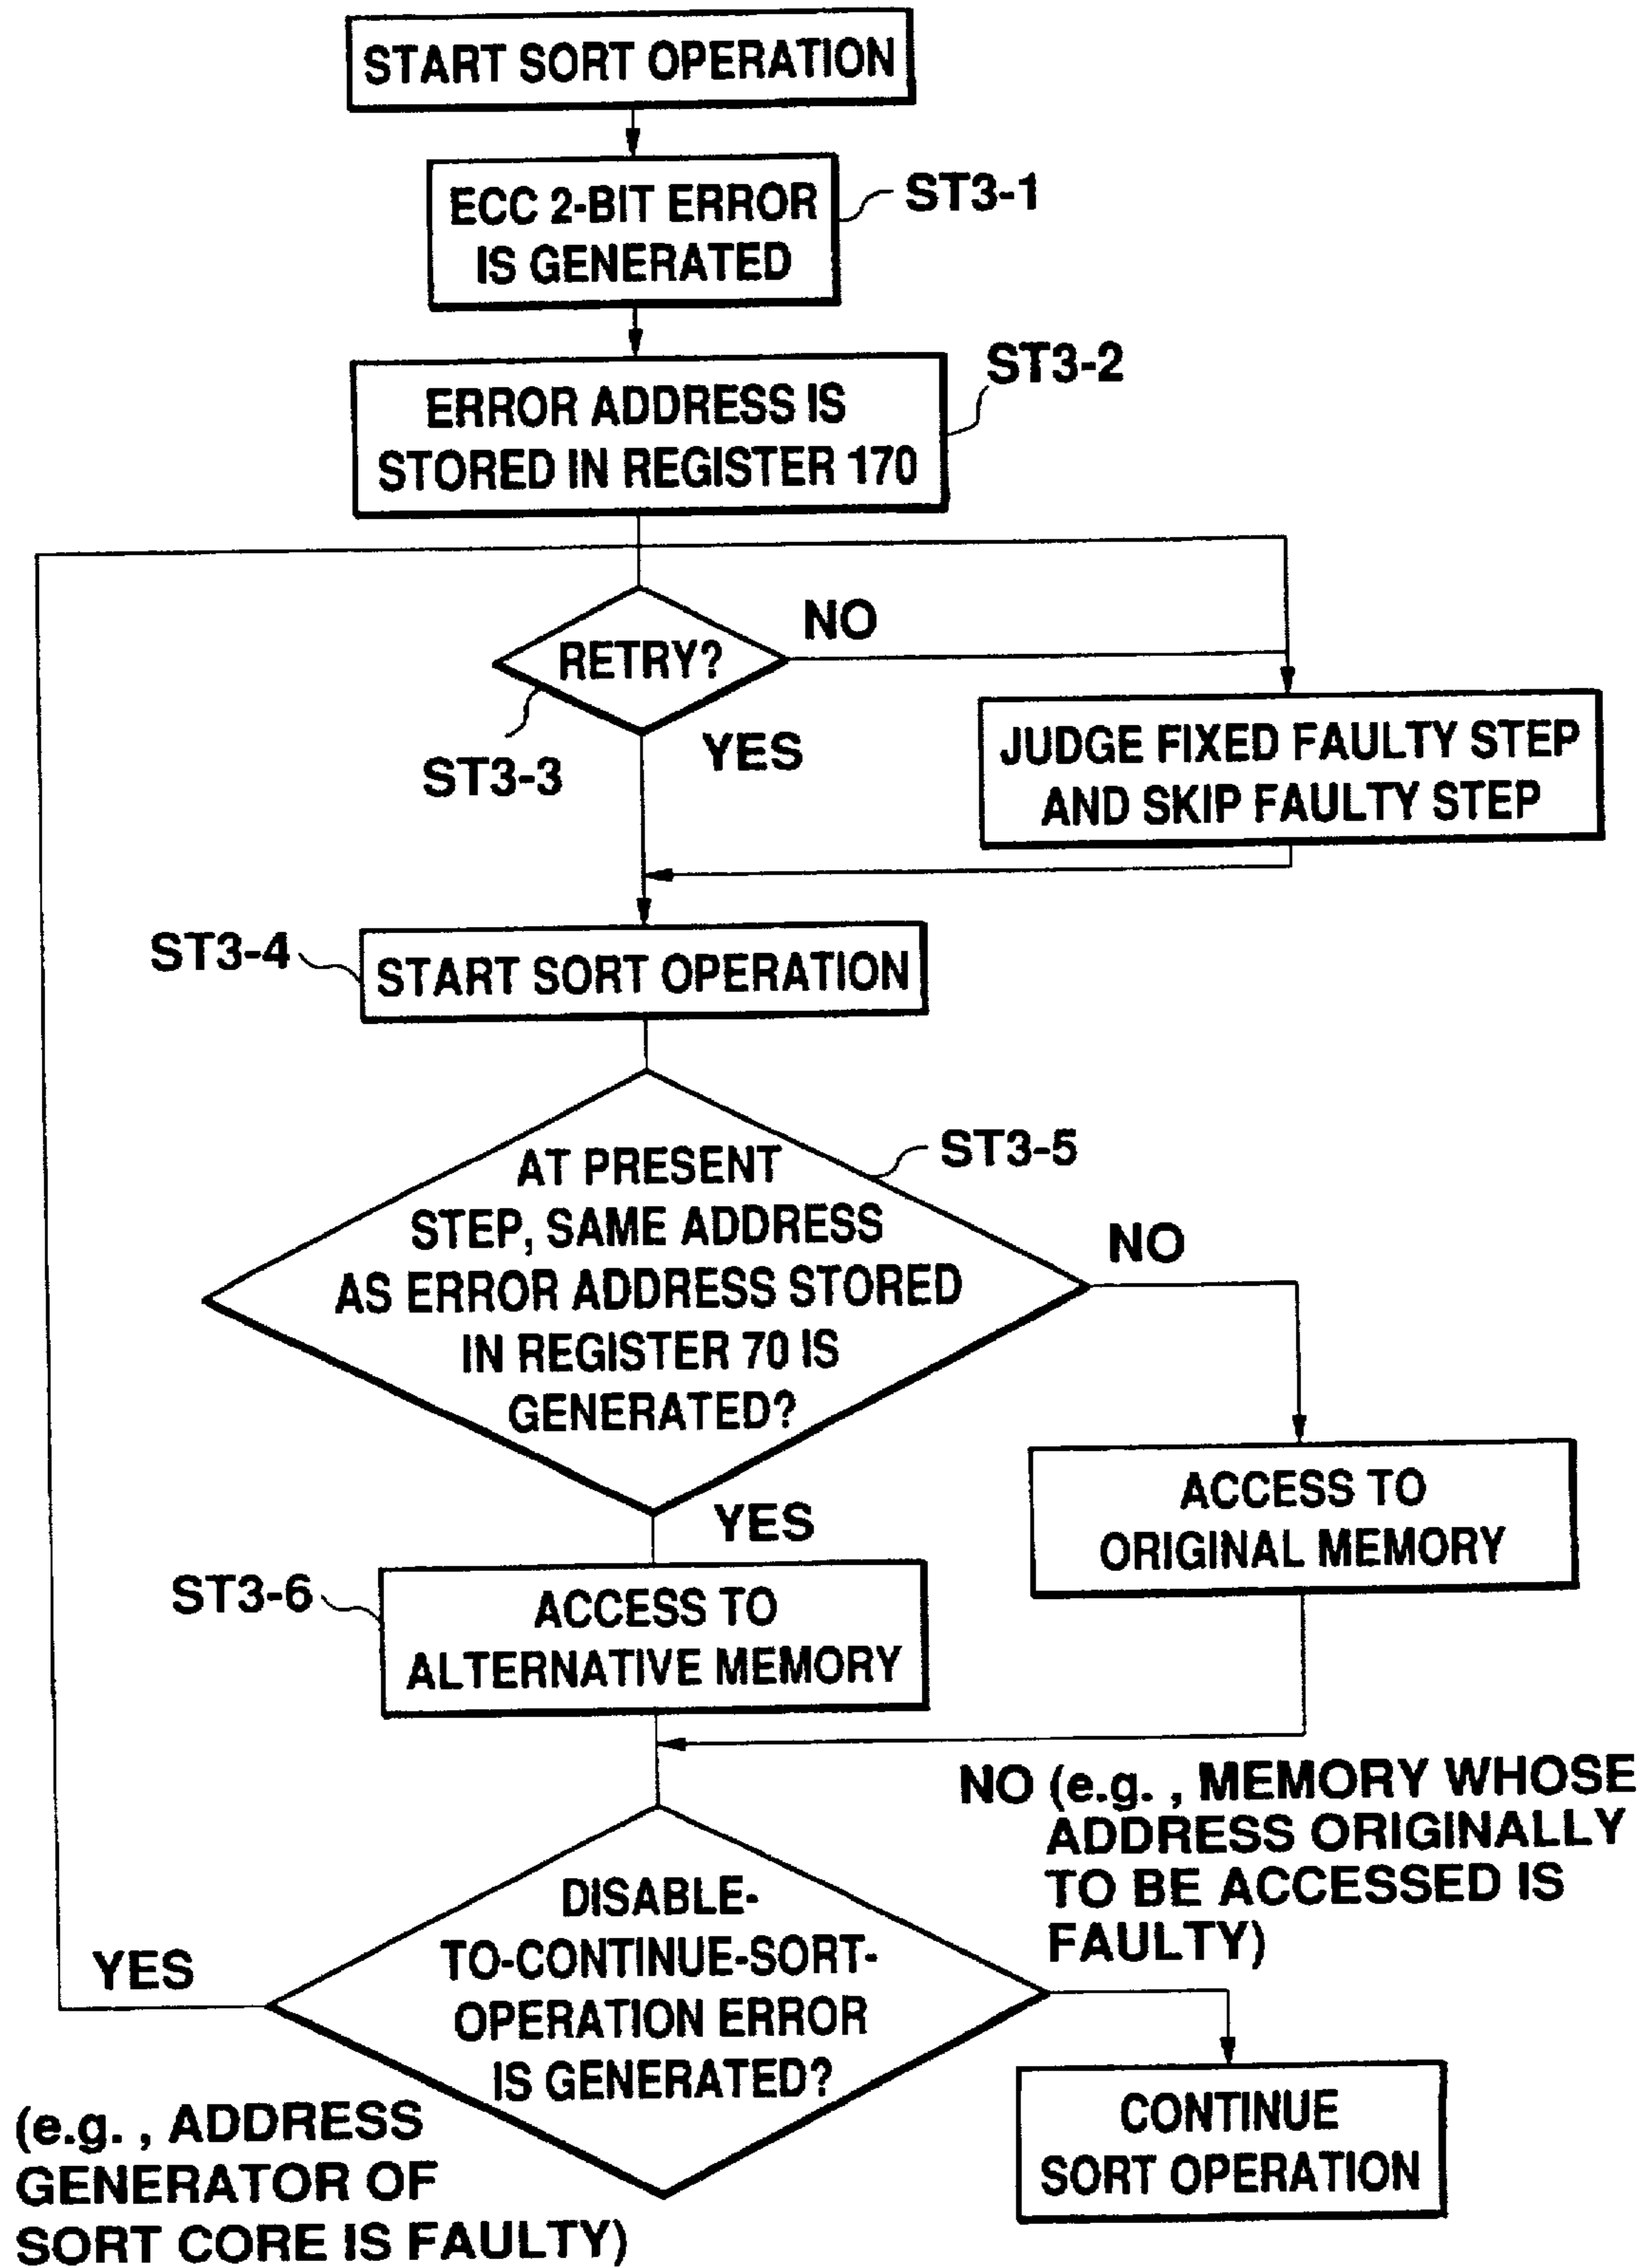 START SORT OPERATION
ECC 2-BIT ERROR
IS GENERATED
ST3-1
ERROR ADDRESS IS
STORED IN REGISTER 170
ST3-2
RETRY?
NO
YES
ST3-3
JUDGE FIXED FAULTY STEP
AND SKIP FAULTY STEP
ST3-4
START SORT OPERATION
AT PRESENT
STEP, SAME ADDRESS
AS ERROR ADDRESS STORED
IN REGISTER 70 IS
GENERATED?
ST3-5
NO
YES
ACCESS TO
ORIGINAL MEMORY
ST3-6
ACCESS TO
ALTERNATIVE MEMORY
NO (e.g. , MEMORY WHOSE
ADDRESS ORIGINALLY
TO BE ACCESSED IS
FAULTY)
DISABLE-
TO-CONTINUE-SORT-
OPERATION ERROR
IS GENERATED?
YES
(e.g. , ADDRESS
GENERATOR OF
SORT CORE IS FAULTY)
CONTINUE
SORT OPERATION